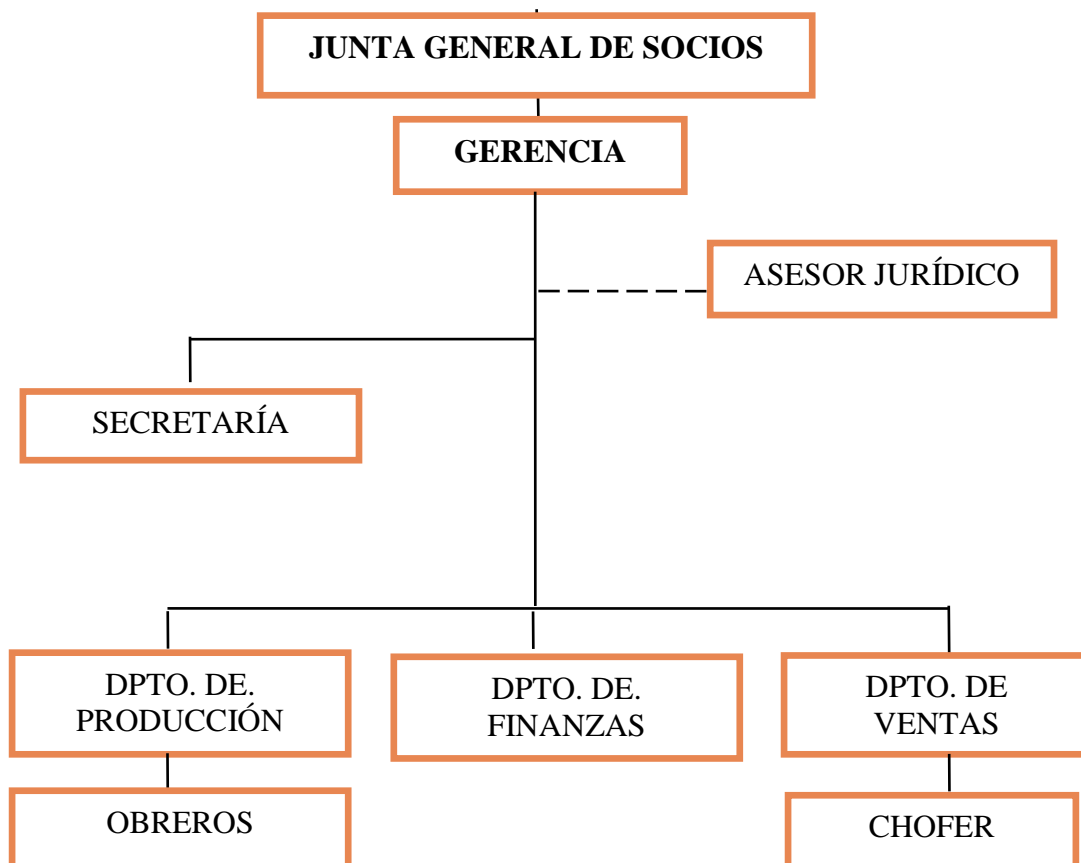 JUNTA GENERAL DE SOCIOS
GERENCIA
ASESOR JURÍDICO
SECRETARÍA
DPTO. DE.
PRODUCCIÓN
DPTO. DE.
FINANZAS
DPTO. DE
VENTAS
OBREROS
CHOFER